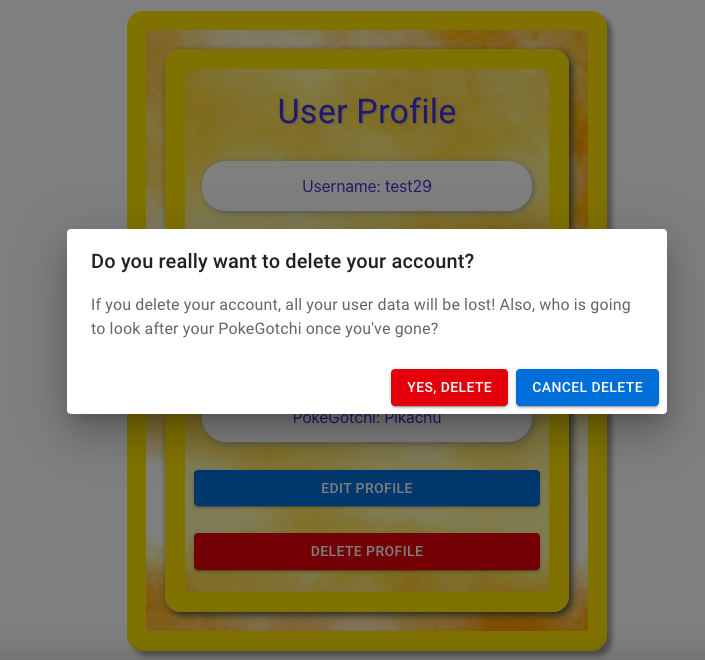 User Profile
Username: test29
Do you really want to delete your account?
If you delete your account, all your user data will be lost! Also, who is going
to look after your PokeGotchi once you've gone?
YES, DELETE
CANCEL DELETE
PokeGotchi: Pikachu
EDIT PROFILE
DELETE PROFILE